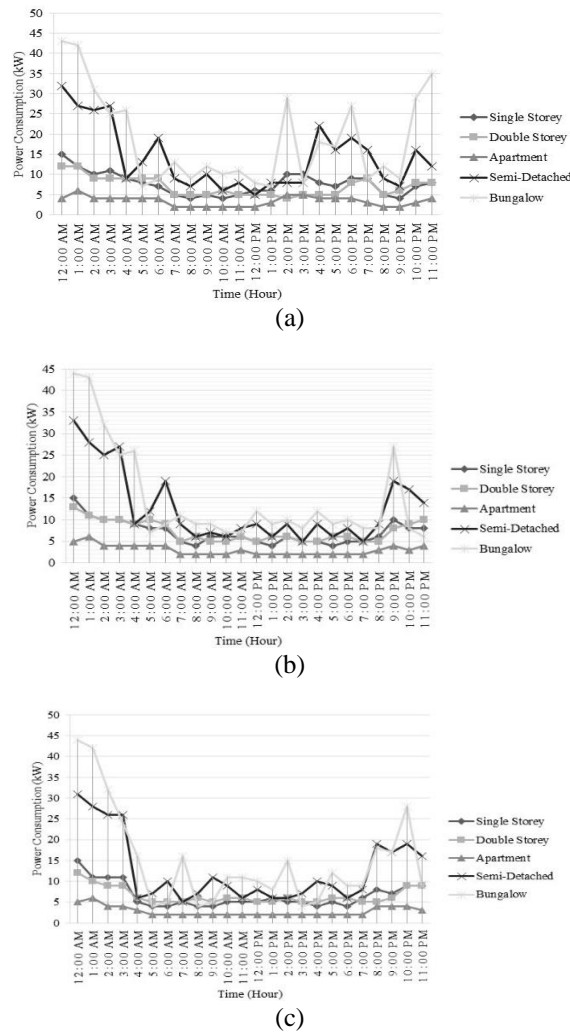 50
45
40
35
30
25
20
15
10
5
0
Power Consumption (kW)
12:00 AM
1:00 AM
2:00 AM
3:00 AM
4:00 AM
5:00 AM
6:00 AM
7:00 AM
8:00 AM
9:00 AM
10:00 AM
11:00 AM
12:00 PM
1:00 PM
2:00 PM
3:00 PM
4:00 PM
5:00 PM
6:00 PM
7:00 PM
8:00 PM
9:00 PM
10:00 PM
11:00 PM
Time (Hour)
Single Storey
Double Storey
Apartment
Semi-Detached
Bungalow
(a)
45
40
35
30
25
20
15
10
5
0
Power Consumption (kW)
12:00 AM
1:00 AM
2:00 AM
3:00 AM
4:00 AM
5:00 AM
6:00 AM
7:00 AM
8:00 AM
9:00 AM
10:00 AM
11:00 AM
12:00 PM
1:00 PM
2:00 PM
3:00 PM
4:00 PM
5:00 PM
6:00 PM
7:00 PM
8:00 PM
9:00 PM
10:00 PM
11:00 PM
Time (Hour)
Single Storey
Double Storey
Apartment
Semi-Detached
Bungalow
(b)
50
45
40
35
30
25
20
15
10
5
0
Power Consumption (kW)
12:00 AM
1:00 AM
2:00 AM
3:00 AM
4:00 AM
5:00 AM
6:00 AM
7:00 AM
8:00 AM
9:00 AM
10:00 AM
11:00 AM
12:00 PM
1:00 PM
2:00 PM
3:00 PM
4:00 PM
5:00 PM
6:00 PM
7:00 PM
8:00 PM
9:00 PM
10:00 PM
11:00 PM
Time (Hour)
Single Storey
Double Storey
Apartment
Semi-Detached
Bungalow
(c)